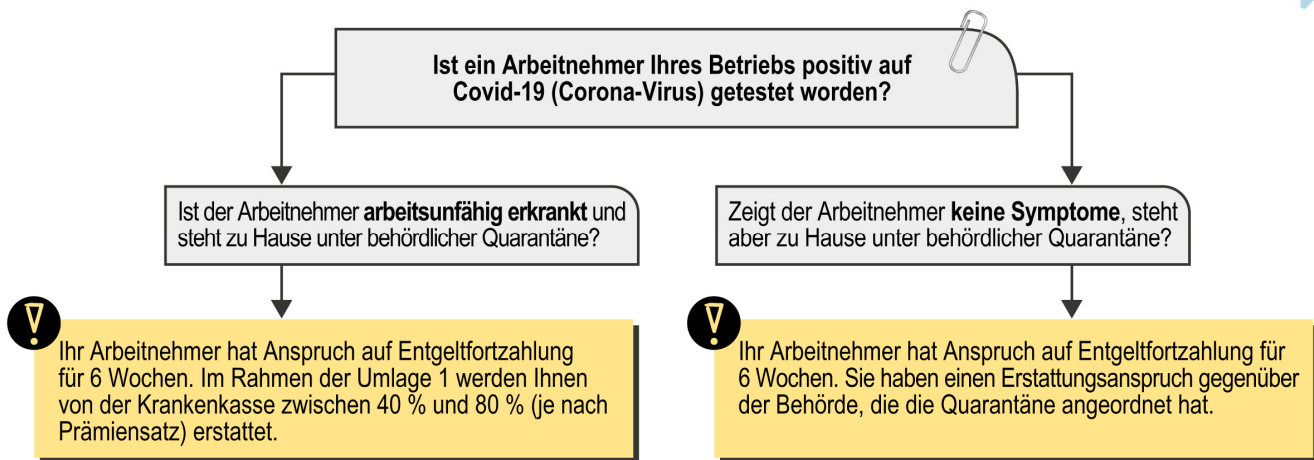 Ist ein Arbeitnehmer Ihres Betriebs positiv auf
Covid-19 (Corona-Virus) getestet worden?
Ist der Arbeitnehmer arbeitsunfähig erkrankt und
steht zu Hause unter behördlicher Quarantäne?
Zeigt der Arbeitnehmer keine Symptome, steht
aber zu Hause unter behördlicher Quarantäne?
Ihr Arbeitnehmer hat Anspruch auf Entgeltfortzahlung
für 6 Wochen. Im Rahmen der Umlage 1 werden Ihnen
von der Krankenkasse zwischen 40 % und 80 % (je nach
Prämiensatz) erstattet.
Ihr Arbeitnehmer hat Anspruch auf Entgeltfortzahlung für
6 Wochen. Sie haben einen Erstattungsanspruch gegenüber
der Behörde, die die Quarantäne angeordnet hat.